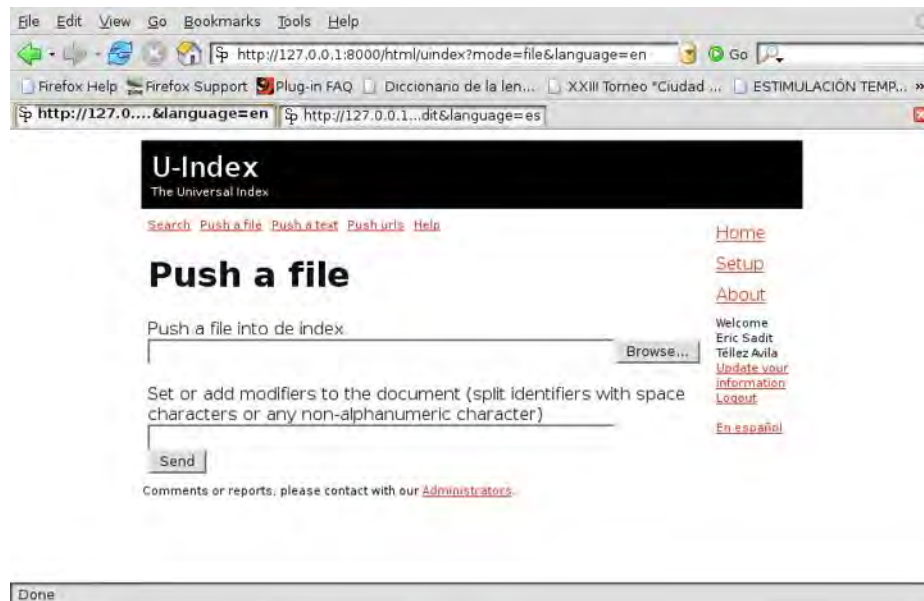 File Edit View Go Bookmarks Tools Help
http://127.0.0.1:8000/html/uindex?mode=file&language=en Go
Firefox Help Firefox Support Plug-in FAQ Diccionario de la len... XXIII Torneo "Ciudad ... ESTIMULACIÓN TEMP... »
http://127.0....&language=en http://127.0.0.1...dit&language=es
U-Index
The Universal Index
Search Push a file Push a text Push urls Help
Home
Setup
About
Welcome
Eric Sadit
Téllez Avila
Update your
information
Logout
En español
Push a file
Push a file into de index
Browse...
Set or add modifiers to the document (split identifiers with space
characters or any non-alphanumeric character)
Send
Comments or reports, please contact with our Administrators.
Done